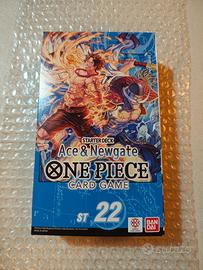 STARTER DECK
Ace & Newgate
ONE PIECE
CARD GAME
ST 22
BANDAI